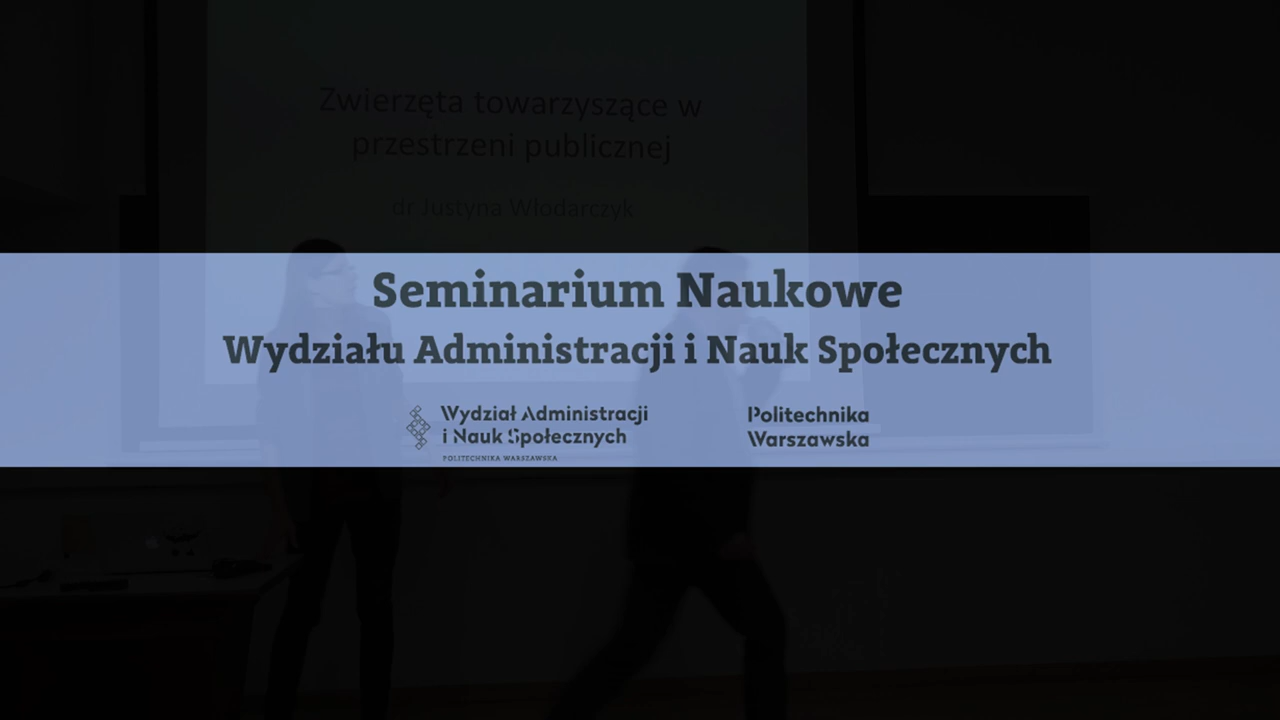 Zwierzęta towarzyszące w
przestrzeni publicznej
dr Justyna Włodarczyk
Seminarium Naukowe
Wydziału Administracji i Nauk Społecznych
Wydział Administracji
i Nauk Społecznych
POLITECHNIKA WARSZAWSKA
Politechnika
Warszawska